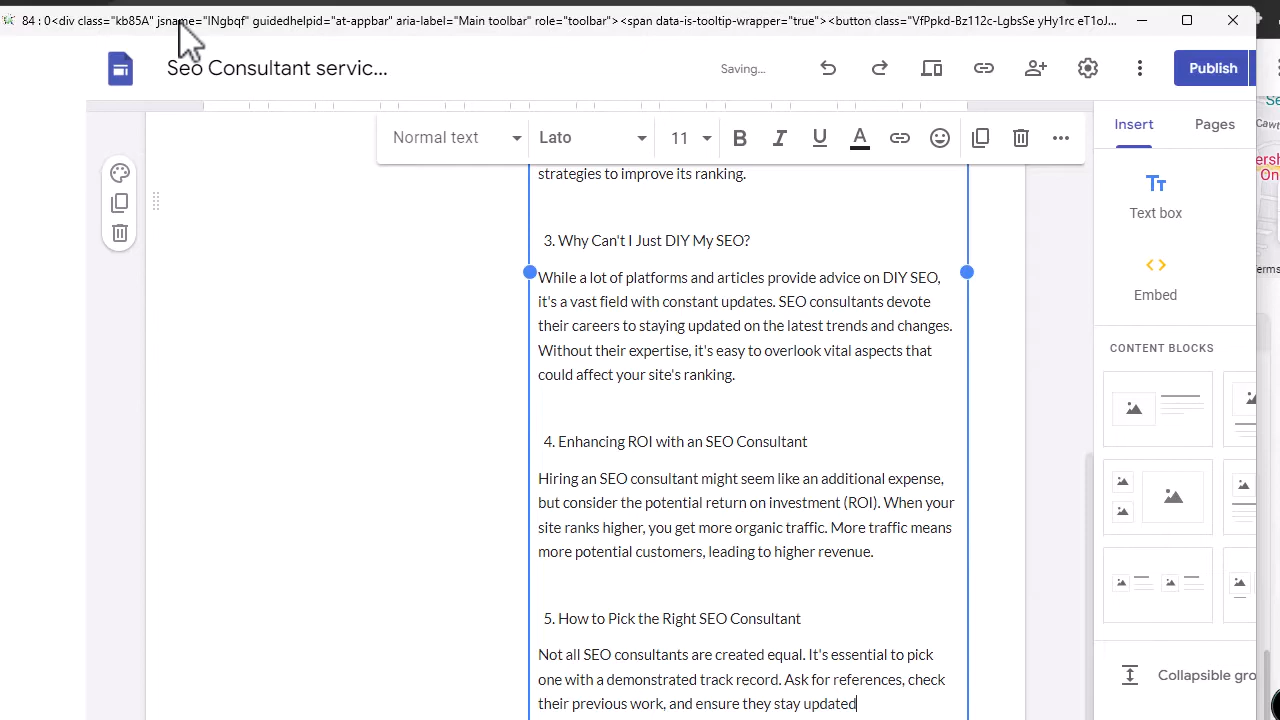 84 : 0<div class="kb85A" jsname="INgbqf" guidedhelpid="at-appbar" aria-label="Main toolbar" role="toolbar"><span data-is-tooltip-wrapper="true"><button class="VfPpkd-Bz112c-LgbsSe yHy1rc eT1oJ...
Seo Consultant servic...
Saving...
Publish
Normal text
Lato
11
B
I
U
A
Insert
Pages
strategies to improve its ranking.
3. Why Can't I Just DIY My SEO?
While a lot of platforms and articles provide advice on DIY SEO,
it's a vast field with constant updates. SEO consultants devote
their careers to staying updated on the latest trends and changes.
Without their expertise, it's easy to overlook vital aspects that
could affect your site's ranking.
4. Enhancing ROI with an SEO Consultant
Hiring an SEO consultant might seem like an additional expense,
but consider the potential return on investment (ROI). When your
site ranks higher, you get more organic traffic. More traffic means
more potential customers, leading to higher revenue.
5. How to Pick the Right SEO Consultant
Not all SEO consultants are created equal. It's essential to pick
one with a demonstrated track record. Ask for references, check
their previous work, and ensure they stay updated
Tt
Text box
Embed
CONTENT BLOCKS
Collapsible gro